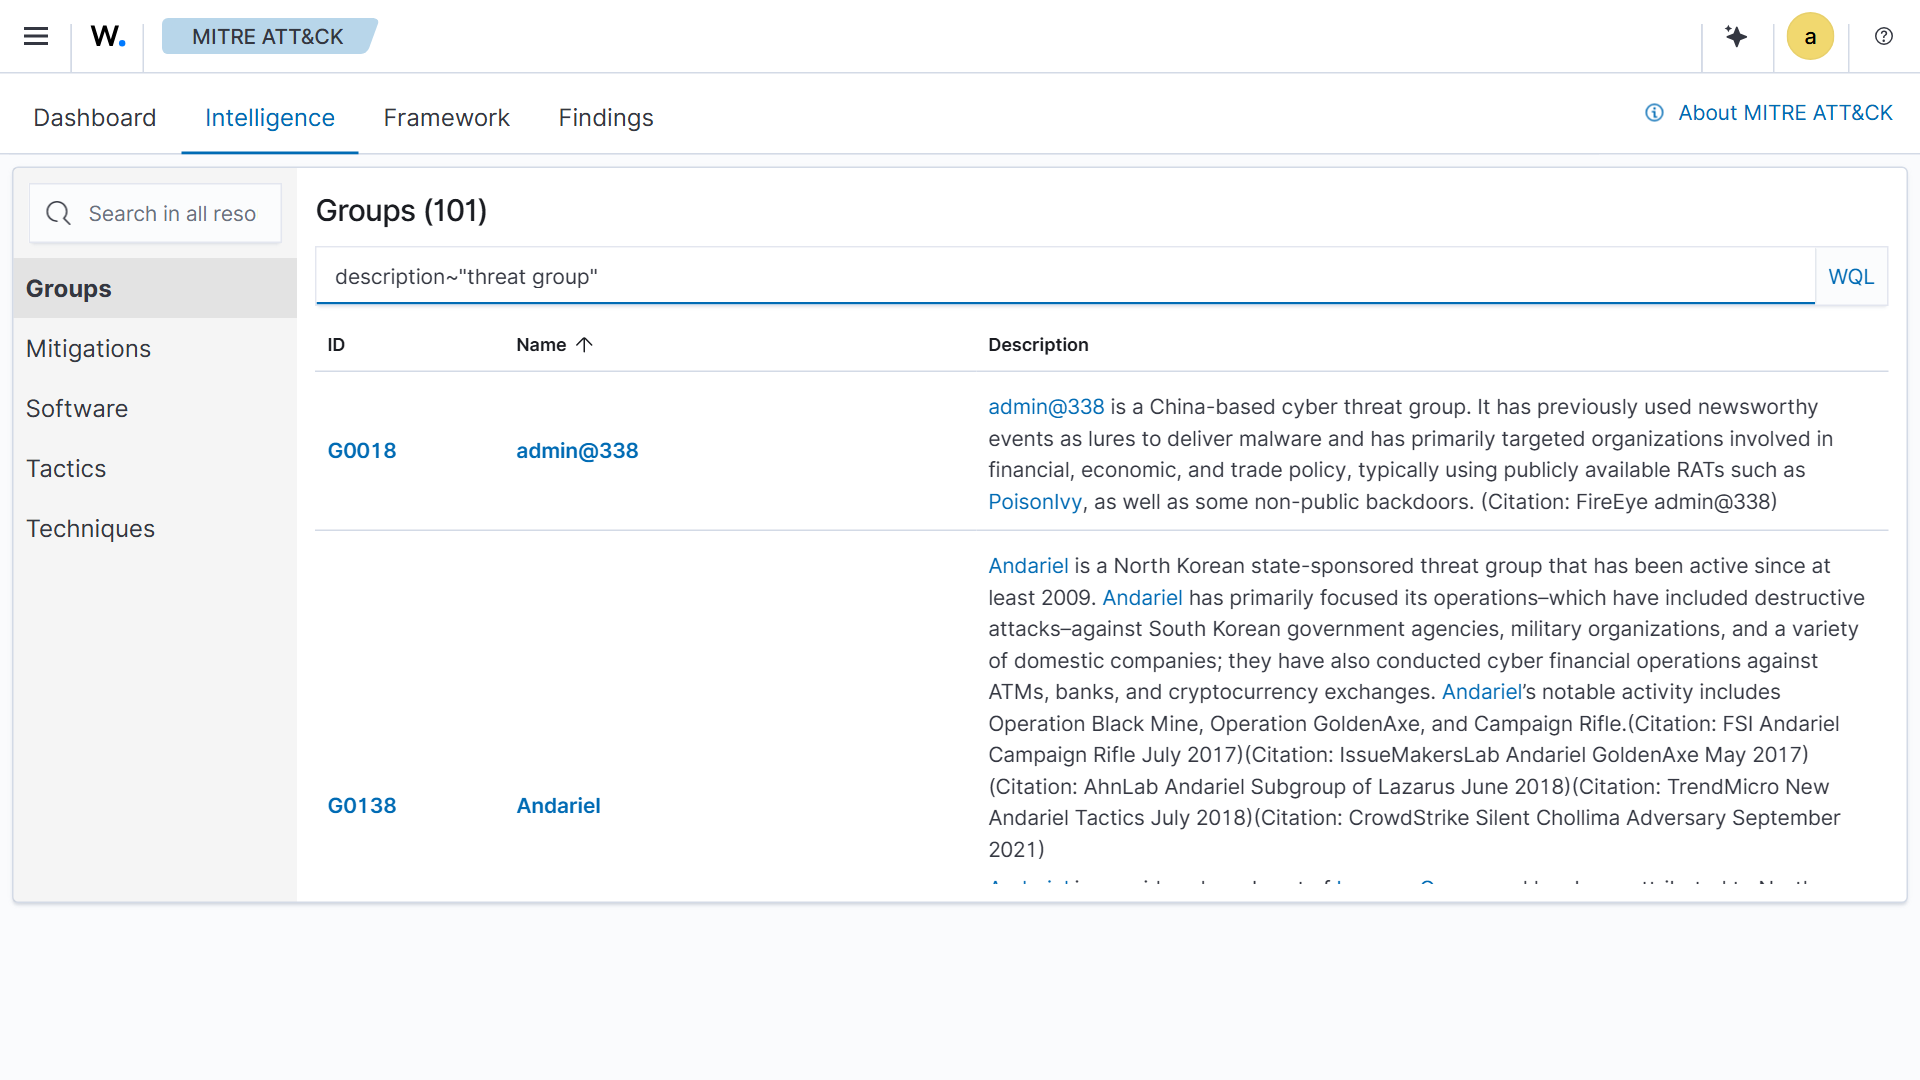 W.
MITRE ATT&CK
a
Dashboard
Intelligence
Framework
Findings
About MITRE ATT&CK
Search in all reso
Groups
Mitigations
Software
Tactics
Techniques
Groups (101)
description~"threat group"
WQL
ID
Name
Description
G0018
admin@338
admin@338 is a China-based cyber threat group. It has previously used newsworthy
events as lures to deliver malware and has primarily targeted organizations involved in
financial, economic, and trade policy, typically using publicly available RATs such as
PoisonIvy, as well as some non-public backdoors. (Citation: FireEye admin@338)
G0138
Andariel
Andariel is a North Korean state-sponsored threat group that has been active since at
least 2009. Andariel has primarily focused its operations–which have included destructive
attacks–against South Korean government agencies, military organizations, and a variety
of domestic companies; they have also conducted cyber financial operations against
ATMs, banks, and cryptocurrency exchanges. Andariel’s notable activity includes
Operation Black Mine, Operation GoldenAxe, and Campaign Rifle.(Citation: FSI Andariel
Campaign Rifle July 2017)(Citation: IssueMakersLab Andariel GoldenAxe May 2017)
(Citation: AhnLab Andariel Subgroup of Lazarus June 2018)(Citation: TrendMicro New
Andariel Tactics July 2018)(Citation: CrowdStrike Silent Chollima Adversary September
2021)